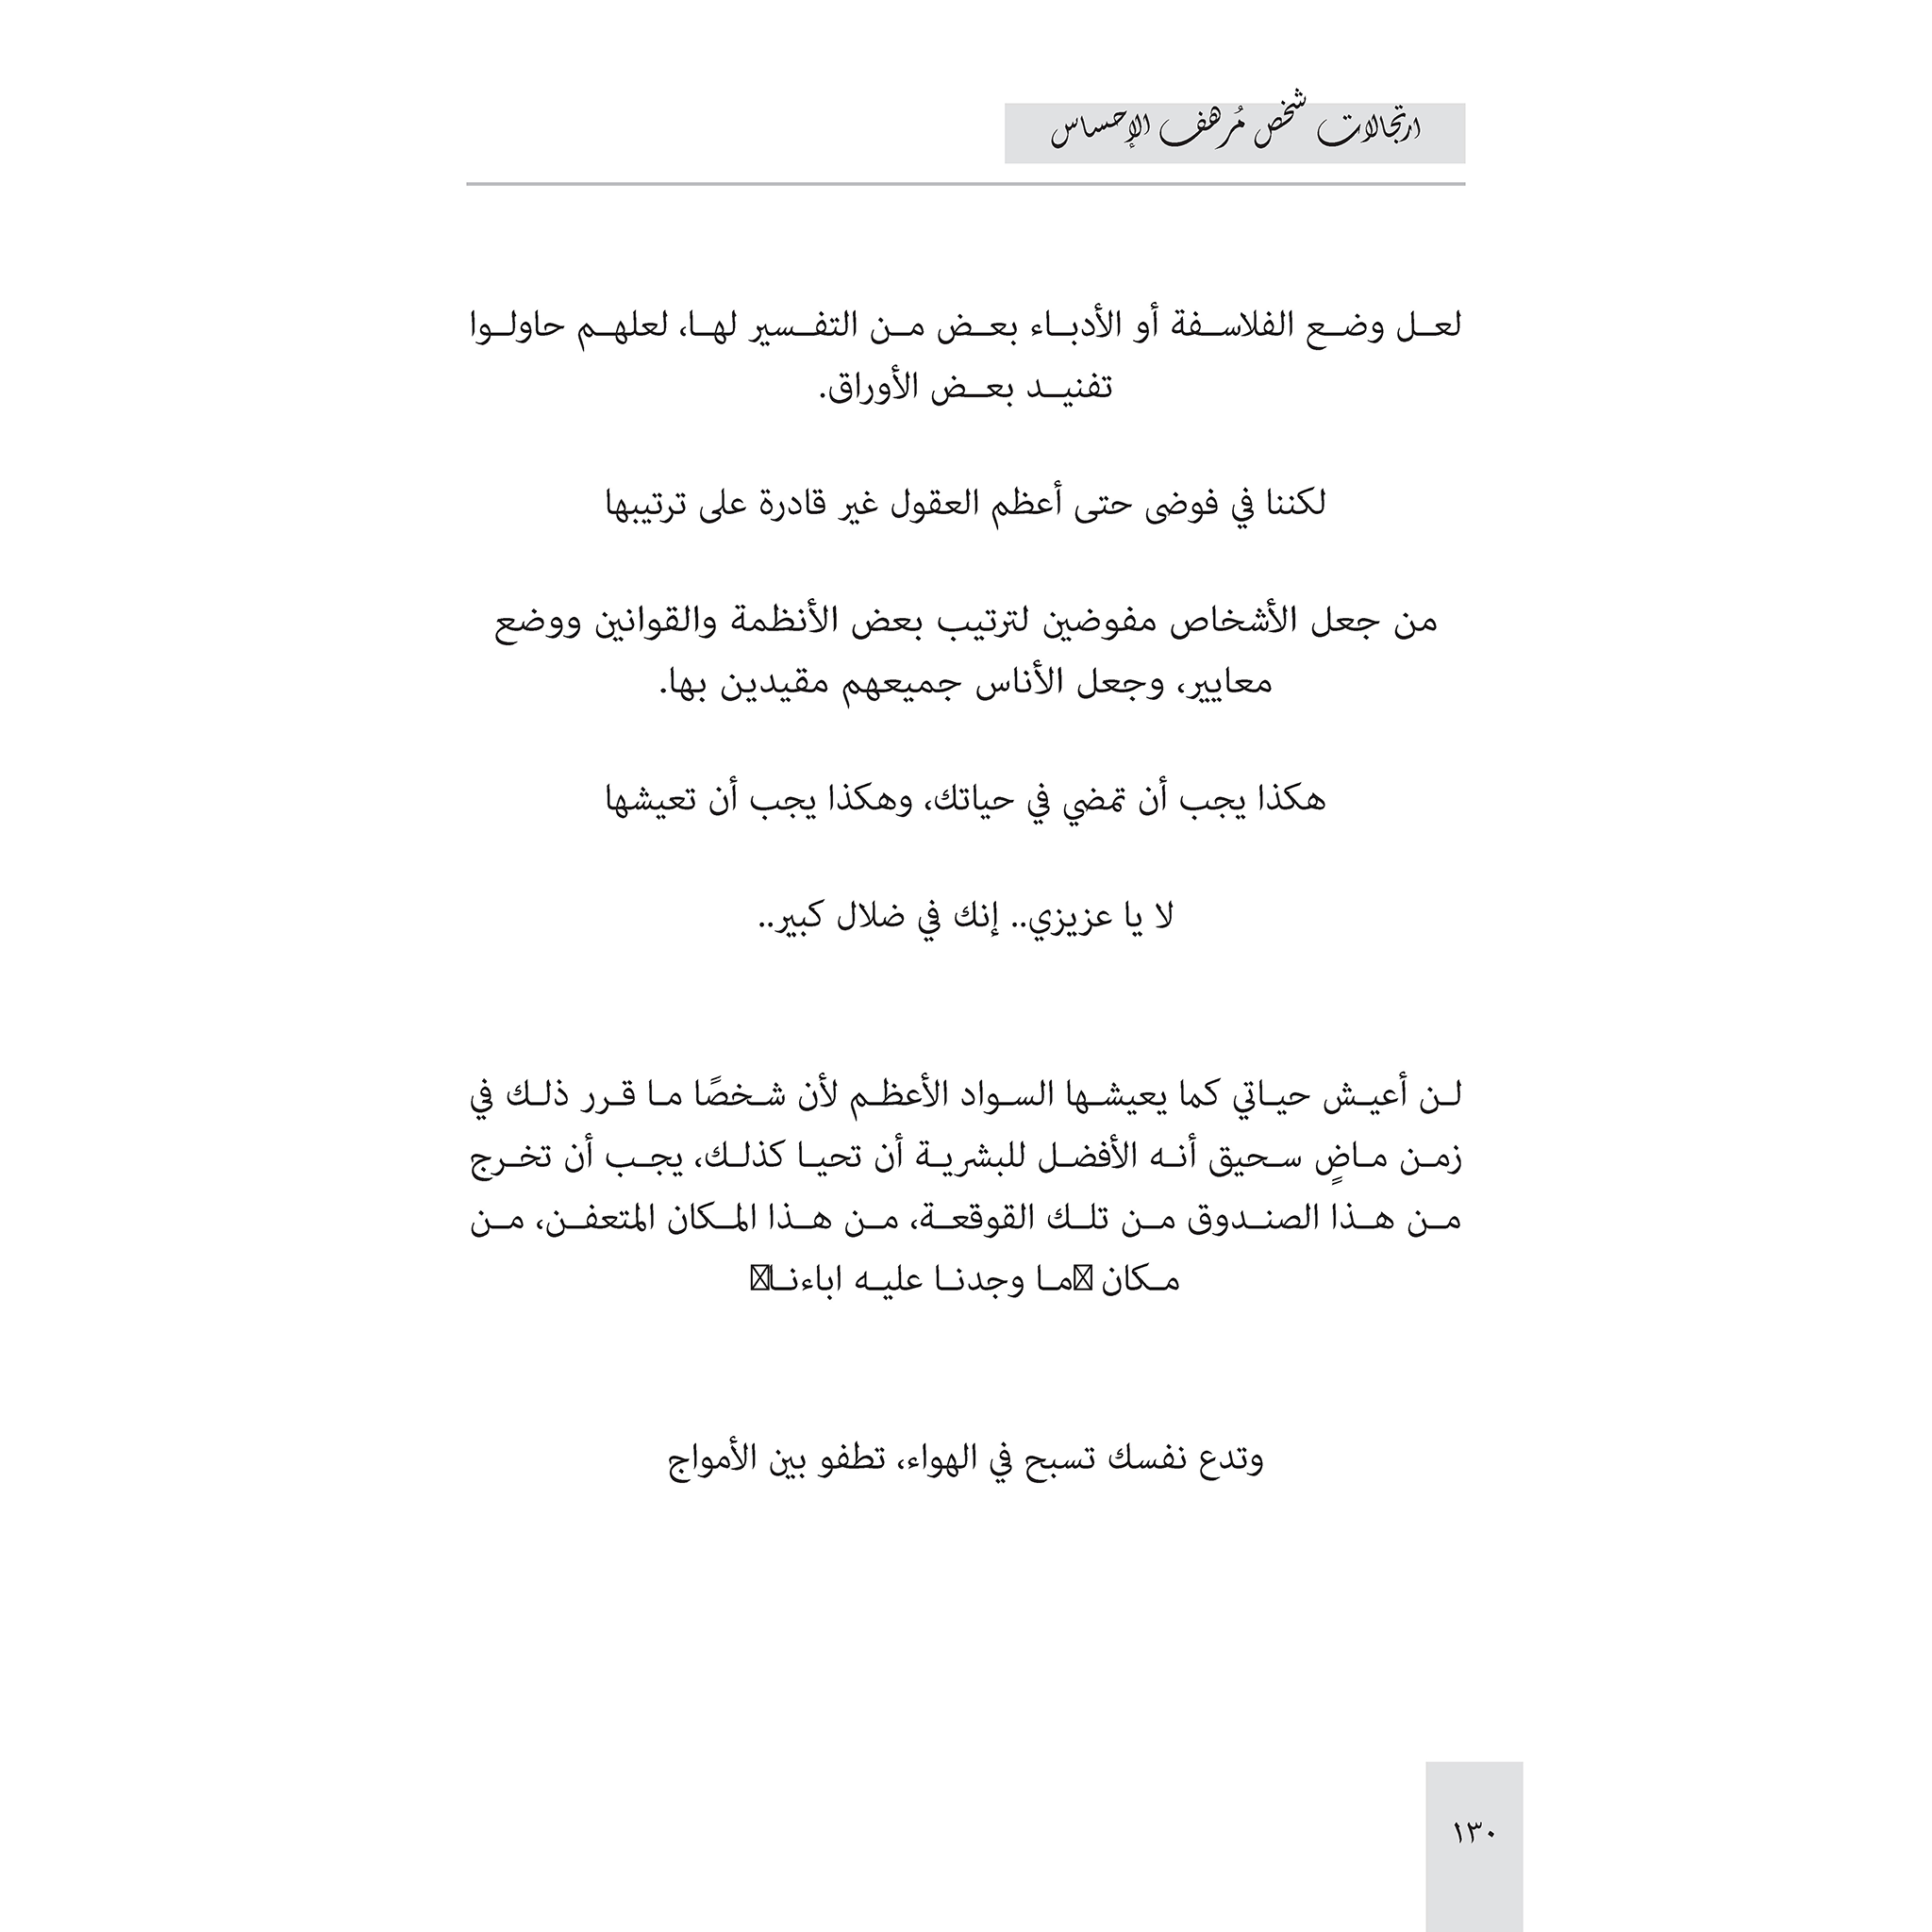 ارتجالات شخص مُرهف الإحساس
لعل وضع الفلاسفة أو الأدباء بعض من التفسير لها، لعلهم حاولوا
تفنيد بعض الأوراق.
لكننا في فوضى حتى أعظم العقول غير قادرة على ترتيبها
من جعل الأشخاص مفوضين لترتيب بعض الأنظمة والقوانين ووضع
معايير، وجعل الأناس جميعهم مقيدين بها.
هكذا يجب أن تمضي في حياتك، وهكذا يجب أن تعيشها
لا يا عزيزي.. إنك في ضلال كبير..
لن أعيش حياتي كما يعيشها السواد الأعظم لأن شخصًا ما قرر ذلك في
زمن ماضٍ سحيق أنه الأفضل للبشرية أن تحيا كذلك، يجب أن تخرج
من هذا الصندوق من تلك القوقعة، من هذا المكان المتعفن، من
مكان ما وجدنا عليه اباءنا
وتدع نفسك تسبح في الهواء، تطفو بين الأمواج
١٣٠